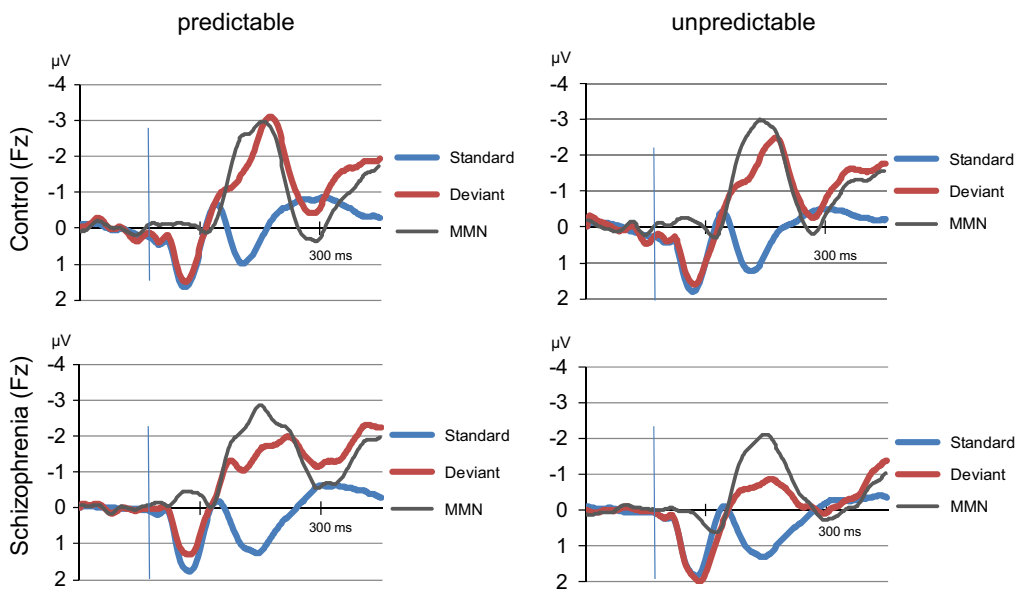 predictable
unpredictable
Control (Fz)
µV
-4
-3
-2
-1
0
1
2
300 ms
Standard
Deviant
MMN
µV
-4
-3
-2
-1
0
1
2
300 ms
Standard
Deviant
MMN
Schizophrenia (Fz)
µV
-4
-3
-2
-1
0
1
2
300 ms
Standard
Deviant
MMN
µV
-4
-3
-2
-1
0
1
2
300 ms
Standard
Deviant
MMN